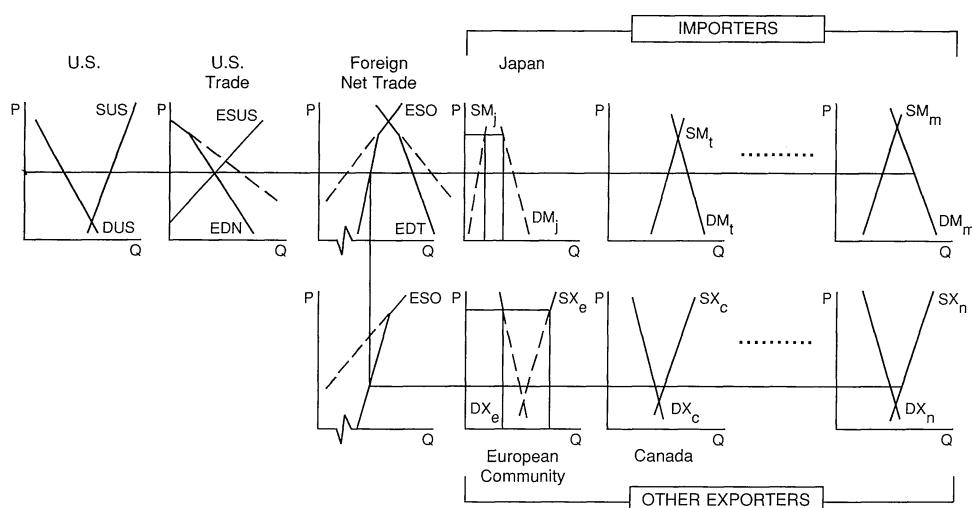 IMPORTERS
U.S.
U.S.
Trade
Foreign
Net Trade
Japan
P
SUS
DUS
Q
P
ESUS
EDN
Q
P
ESO
EDT
Q
P
SMj
DMj
Q
P
SMt
DMt
Q
P
SMm
DMm
Q
P
ESO
Q
P
SXe
DXe
Q
P
SXc
DXc
Q
P
SXn
DXn
Q
European
Community
Canada
OTHER EXPORTERS